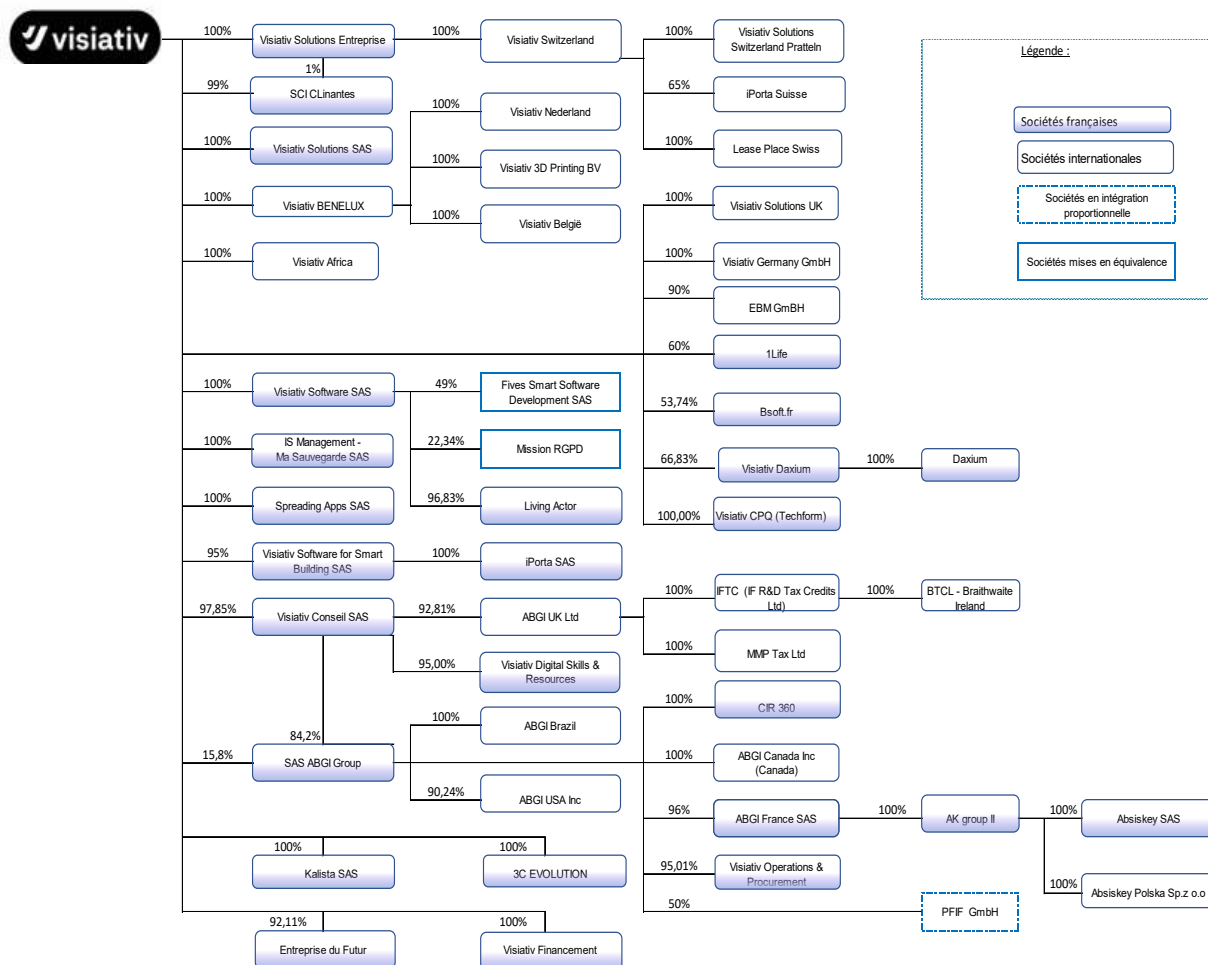 visiativ
100%
Visiativ Solutions Entreprise
100%
Visiativ Switzerland
100%
Visiativ Solutions
Switzerland Pratteln
Légende :
1%
99%
SCI CLinantes
65%
iPorta Suisse
100%
Visiativ Nederland
Sociétés françaises
100%
Visiativ Solutions SAS
100%
Lease Place Swiss
Sociétés internationales
100%
Visiativ 3D Printing BV
100%
Visiativ BENELUX
100%
Visiativ Solutions UK
Sociétés en intégration
proportionnelle
100%
Visiativ België
100%
Visiativ Africa
100%
Visiativ Germany GmbH
Sociétés mises en équivalence
90%
EBM GmBH
60%
1Life
100%
Visiativ Software SAS
49%
Fives Smart Software
Development SAS
53,74%
Bsoft.fr
100%
IS Management -
Ma Sauvegarde SAS
22,34%
Mission RGPD
66,83%
Visiativ Daxium
100%
Daxium
100%
Spreading Apps SAS
96,83%
Living Actor
100,00%
Visiativ CPQ (Techform)
95%
Visiativ Software for Smart
Building SAS
100%
iPorta SAS
97,85%
Visiativ Conseil SAS
92,81%
ABGI UK Ltd
100%
IFTC (IF R&D Tax Credits
Ltd)
100%
BTCL - Braithwaite
Ireland
100%
MMP Tax Ltd
95,00%
Visiativ Digital Skills &
Resources
100%
CIR 360
100%
ABGI Brazil
84,2%
15,8%
SAS ABGI Group
100%
ABGI Canada Inc
(Canada)
90,24%
ABGI USA Inc
96%
ABGI France SAS
100%
AK group II
100%
Absiskey SAS
100%
Kalista SAS
100%
3C EVOLUTION
95,01%
Visiativ Operations &
Procurement
100%
Absiskey Polska Sp.z o.o
50%
PFIF GmbH
92,11%
Entreprise du Futur
100%
Visiativ Financement